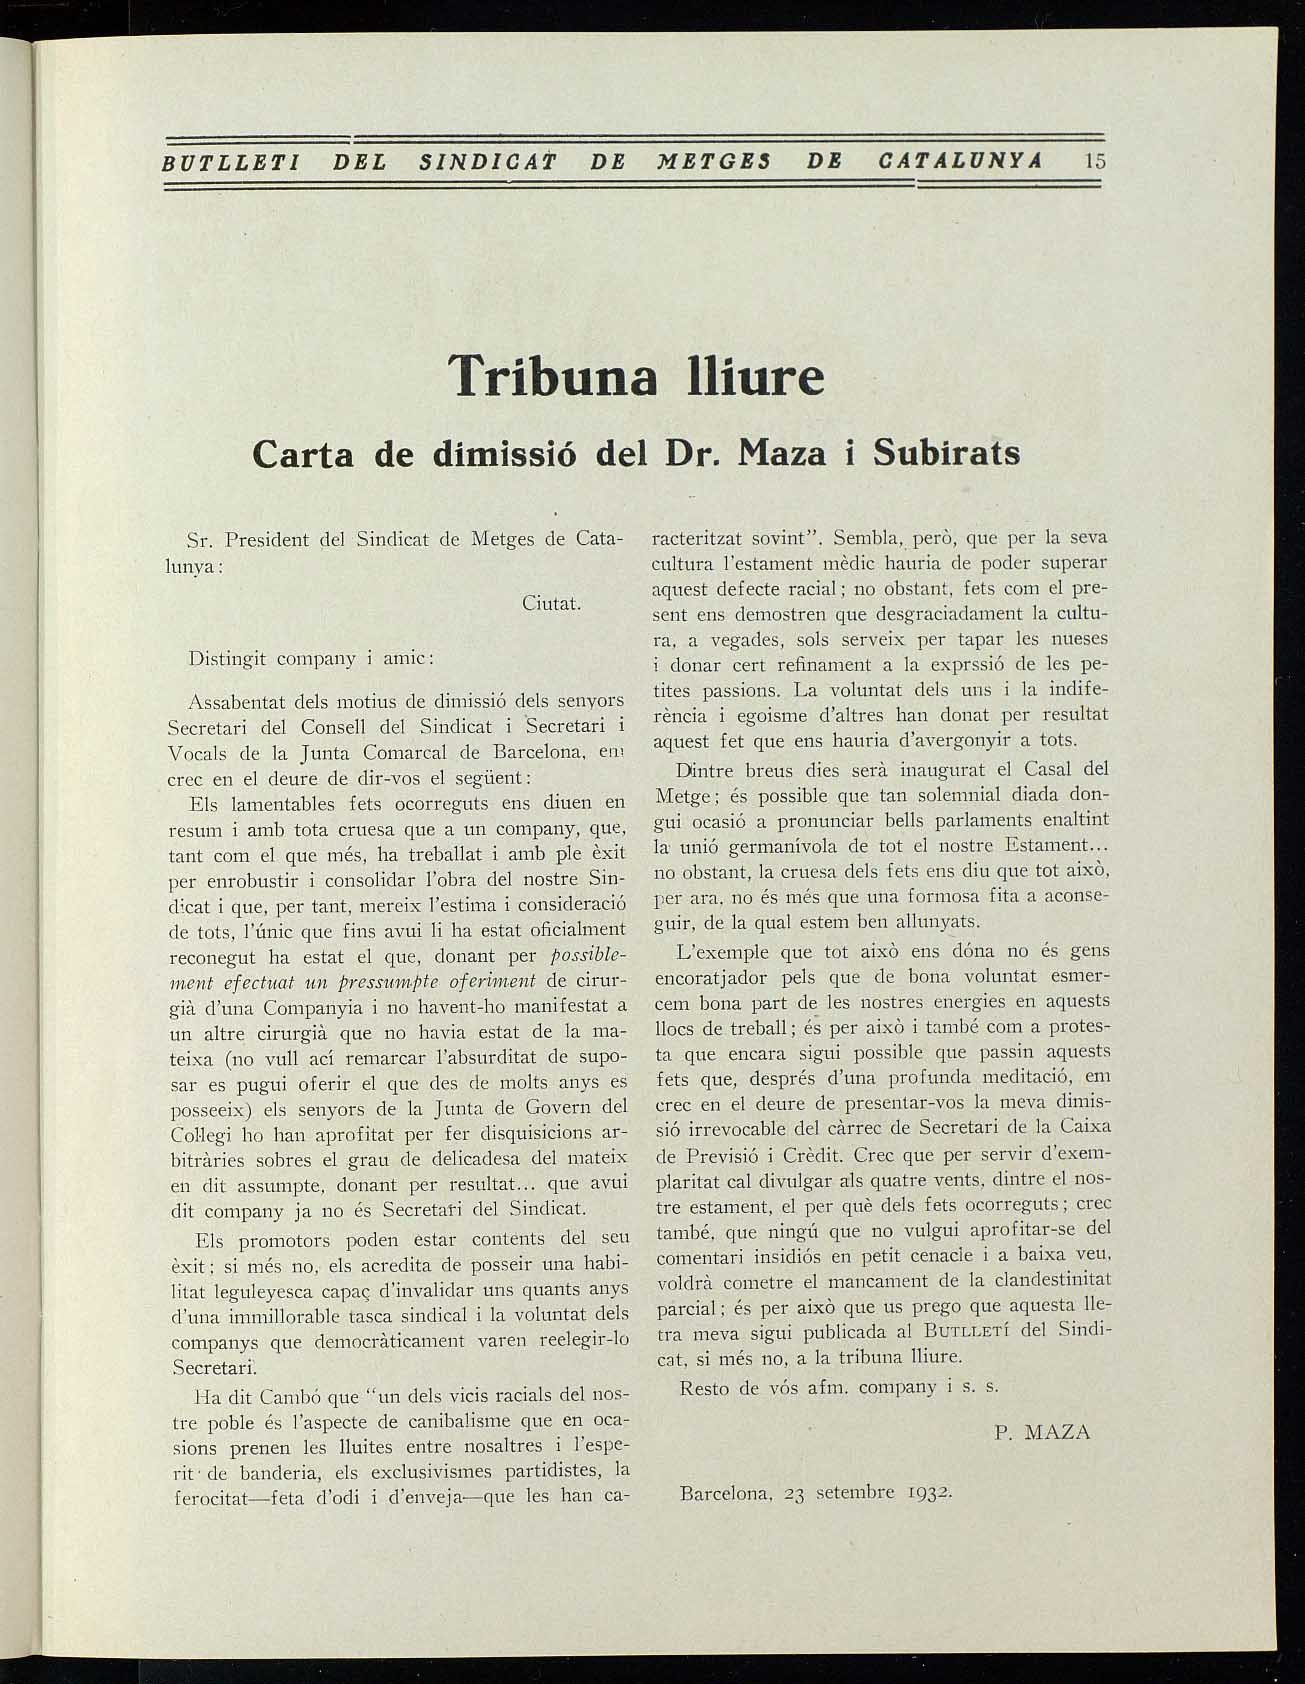 BUTLLETI DEL SINDICAT DE METGES DE CATALUNYA 15
Tribuna lliure
Carta de dimissió del Dr. Maza i Subirats
Sr. President del Sindicat de Metges de Cata-
lunya:
Ciutat.
Distingit company i amic:
Assabentat dels motius de dimissió dels senyors
Secretari del Consell del Sindicat i Secretari i
Vocals de la Junta Comarcal de Barcelona, em
crec en el deure de dir-vos el següent:
Els lamentables fets ocorreguts ens diuen en
resum i amb tota cruesa que a un company, que,
tant com el que més, ha treballat i amb ple èxit
per enrobustir i consolidar l'obra del nostre Sin-
dicat i que, per tant, mereix l'estima i consideració
de tots, l'únic que fins avui li ha estat oficialment
reconegut ha estat el que, donant per possible-
ment efectuat un pressumpte oferiment de cirur-
già d'una Companyia i no havent-ho manifestat a
un altre cirurgià que no havia estat de la ma-
teixa (no vull ací remarcar l'absurditat de supo-
sar es pugui oferir el que des de molts anys es
posseeix) els senyors de la Junta de Govern del
Col·legi ho han aprofitat per fer disquisicions ar-
bitràries sobres el grau de delicadesa del mateix
en dit assumpte, donant per resultat... que avui
dit company ja no és Secretari del Sindicat.
Els promotors poden estar contents del seu
èxit; si més no, els acredita de posseir una habi-
litat leguleyesca capaç d'invalidar uns quants anys
d'una immillorable tasca sindical i la voluntat dels
companys que democràticament varen reelegir-lo
Secretari.
Ha dit Cambó que "un dels vicis racials del nos-
tre poble és l'aspecte de canibalisme que en oca-
sions prenen les lluites entre nosaltres i l'espe-
rit de banderia, els exclusivismes partidistes, la
ferocitat—feta d'odi i d'enveja—que les han ca-
racteritzat sovint". Sembla, però, que per la seva
cultura l'estament mèdic hauria de poder superar
aquest defecte racial; no obstant, fets com el pre-
sent ens demostren que desgraciadament la cultu-
ra, a vegades, sols serveix per tapar les nueses
i donar cert refinament a la exprssió de les pe-
tites passions. La voluntat dels uns i la indife-
rència i egoisme d'altres han donat per resultat
aquest fet que ens hauria d'avergonyir a tots.
Dintre breus dies serà inaugurat el Casal del
Metge; és possible que tan solemnial diada don-
gui ocasió a pronunciar bells parlaments enaltint
la unió germanívola de tot el nostre Estament...
no obstant, la cruesa dels fets ens diu que tot això,
per ara, no és més que una formosa fita a aconse-
guir, de la qual estem ben allunyats.
L'exemple que tot això ens dóna no és gens
encoratjador pels que de bona voluntat esmer-
cem bona part de les nostres energies en aquests
llocs de treball; és per això i també com a protes-
ta que encara sigui possible que passin aquests
fets que, després d'una profunda meditació, em
crec en el deure de presentar-vos la meva dimis-
sió irrevocable del càrrec de Secretari de la Caixa
de Previsió i Crèdit. Crec que per servir d'exem-
plaritat cal divulgar als quatre vents, dintre el nos-
tre estament, el per què dels fets ocorreguts; crec
també, que ningú que no vulgui aprofitar-se del
comentari insidiós en petit cenacle i a baixa veu,
voldrà cometre el mancament de la clandestinitat
parcial; és per això que us prego que aquesta lle-
tra meva sigui publicada al BUTLLETÍ del Sindi-
cat, si més no, a la tribuna lliure.
Resto de vós afm. company i s. s.
P. MAZA
Barcelona, 23 setembre 1932.